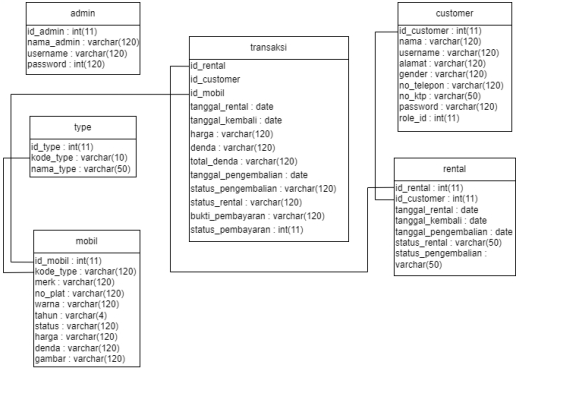 admin
id_admin : int(11)
nama_admin : varchar(120)
username : varchar(120)
password : int(120)
customer
id_customer : int(11)
nama : varchar(120)
username : varchar(120)
alamat : varchar(120)
gender : varchar(120)
no_telepon : varchar(120)
no_ktp : varchar(50)
password : varchar(120)
role_id : int(11)
transaksi
id_rental
id_customer
id_mobil
tanggal_rental : date
tanggal_kembali : date
harga : varchar(120)
denda : varchar(120)
total_denda : varchar(120)
tanggal_pengembalian : date
status_pengembalian : varchar(120)
status_rental : varchar(120)
bukti_pembayaran : varchar(120)
status_pembayaran : int(11)
type
id_type : int(11)
kode_type : varchar(10)
nama_type : varchar(50)
rental
id_rental : int(11)
id_customer : int(11)
tanggal_rental : date
tanggal_kembali : date
tanggal_pengembalian : date
status_rental : varchar(50)
status_pengembalian :
varchar(50)
mobil
id_mobil : int(11)
kode_type : varchar(120)
merk : varchar(120)
no_plat : varchar(120)
warna : varchar(120)
tahun : varchar(4)
status : varchar(120)
harga : varchar(120)
denda : varchar(120)
gambar : varchar(120)